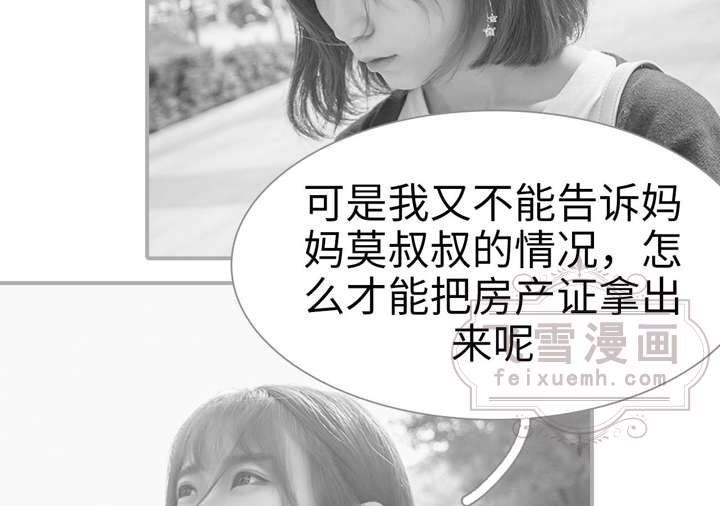 可是我又不能告诉妈
妈莫叔叔的情况，怎
么才能把房产证拿出
来呢
飞雪漫画
feixuemh.com